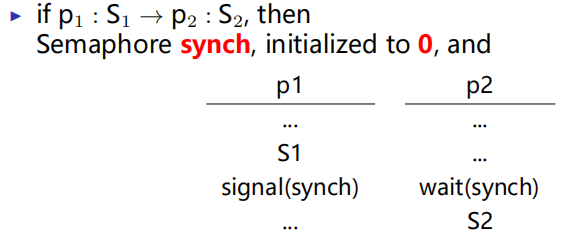 ▸ if p₁ : S₁ → p₂ : S₂, then
Semaphore synch, initialized to 0, and
p1 p2
... ...
S1 ...
signal(synch) wait(synch)
... S2